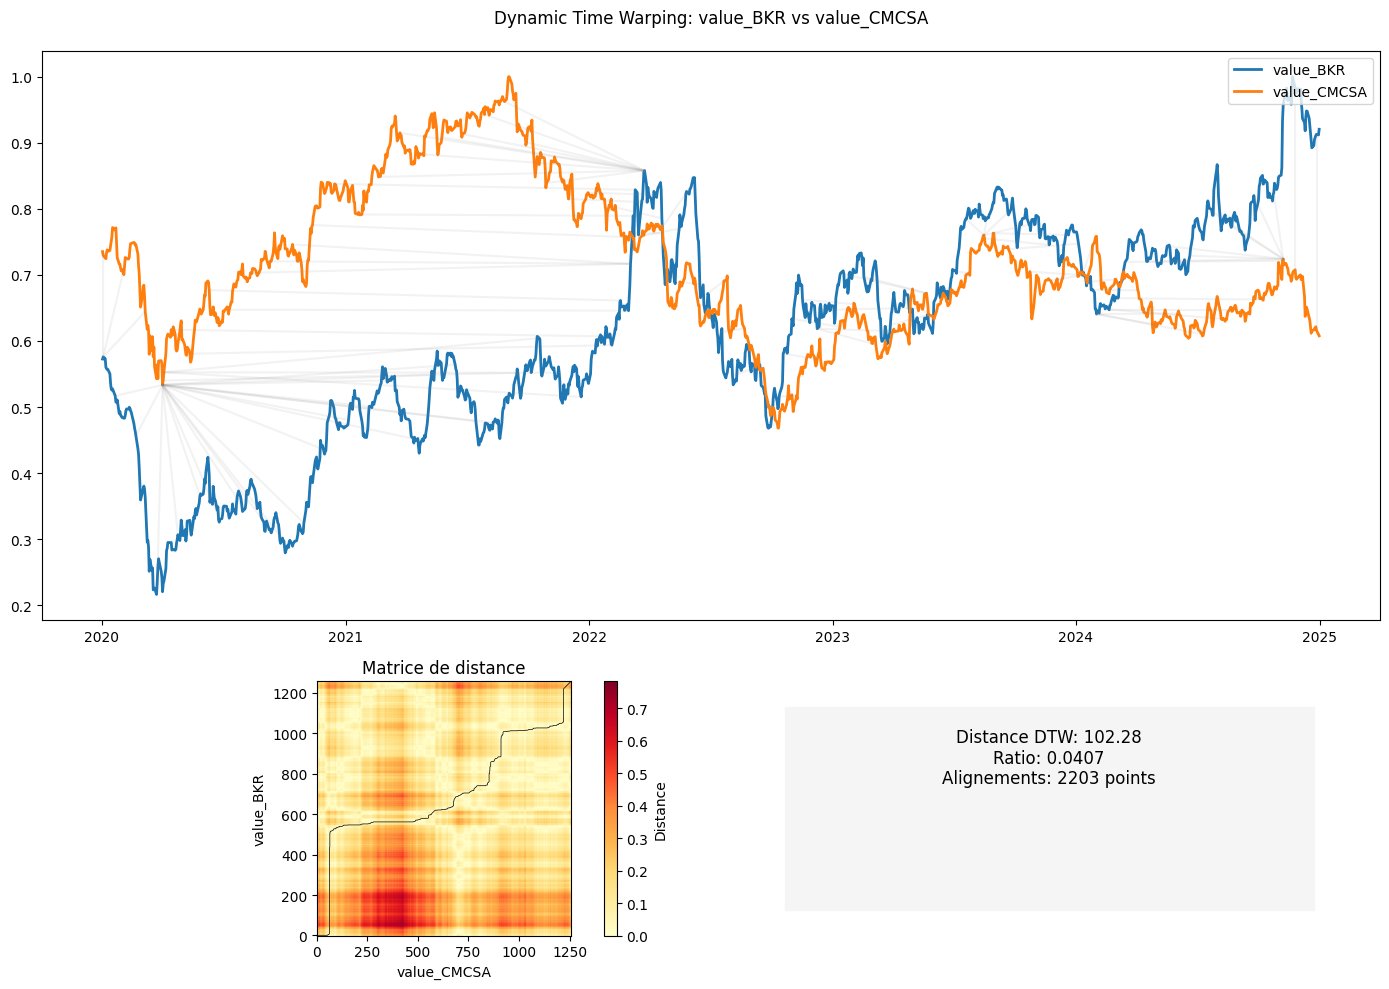 Dynamic Time Warping: value_BKR vs value_CMCSA
value_BKR
value_CMCSA
1.0
0.9
0.8
0.7
0.6
0.5
0.4
0.3
0.2
2020 2021 2022 2023 2024 2025
Matrice de distance
value_BKR
1200
1000
800
600
400
200
0
0 250 500 750 1000 1250
value_CMCSA
0.7
0.6
0.5
0.4
0.3
0.2
0.1
0.0
Distance
Distance DTW: 102.28
Ratio: 0.0407
Alignements: 2203 points